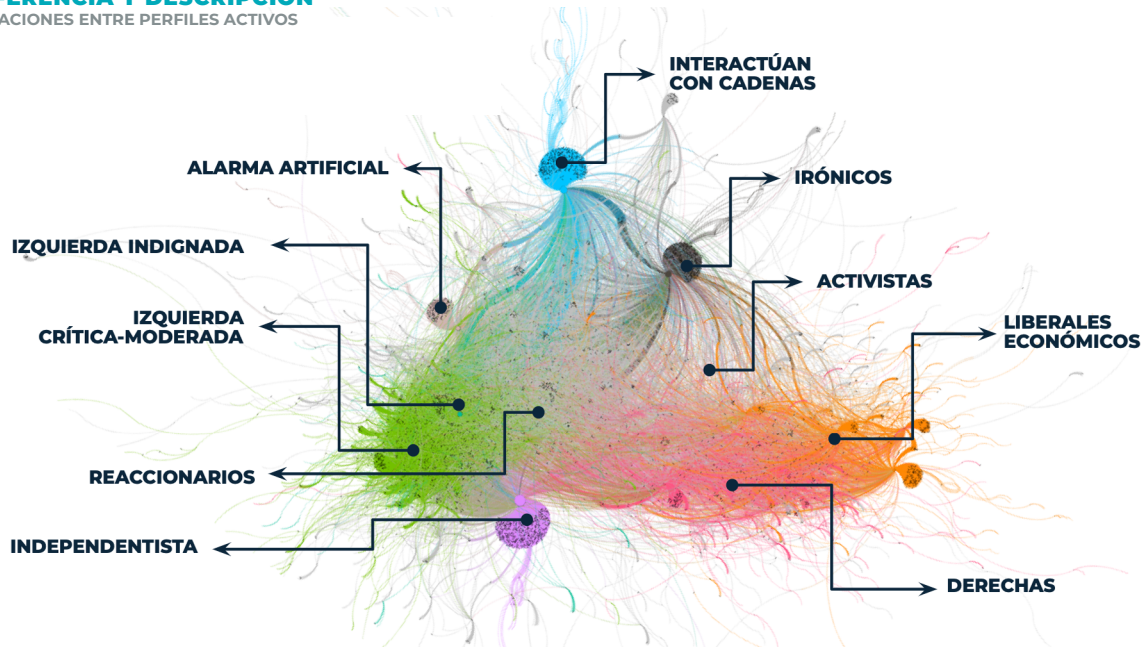 ACIONES ENTRE PERFILES ACTIVOS
INTERACTÚAN
CON CADENAS
ALARMA ARTIFICIAL
IRÓNICOS
IZQUIERDA INDIGNADA
ACTIVISTAS
IZQUIERDA
CRÍTICA-MODERADA
LIBERALES
ECONÓMICOS
REACCIONARIOS
INDEPENDENTISTA
DERECHAS